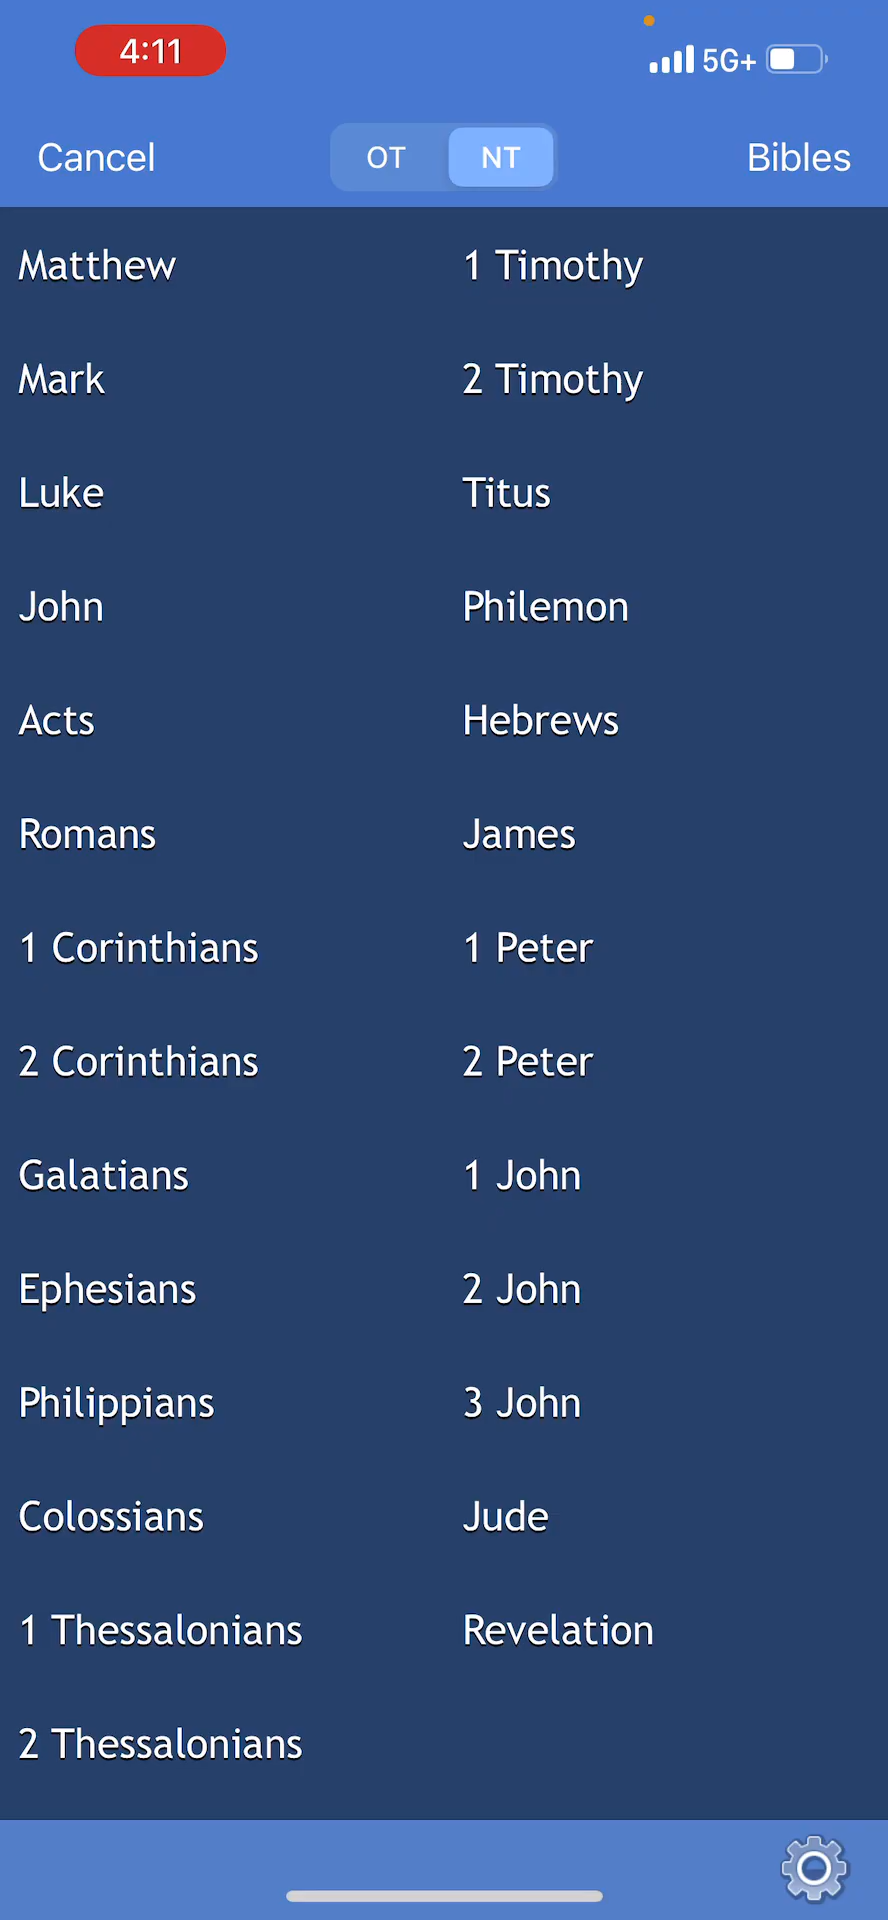 4:11
5G+
Cancel
OT
NT
Bibles
Matthew
Mark
Luke
John
Acts
Romans
1 Corinthians
2 Corinthians
Galatians
Ephesians
Philippians
Colossians
1 Thessalonians
2 Thessalonians
1 Timothy
2 Timothy
Titus
Philemon
Hebrews
James
1 Peter
2 Peter
1 John
2 John
3 John
Jude
Revelation